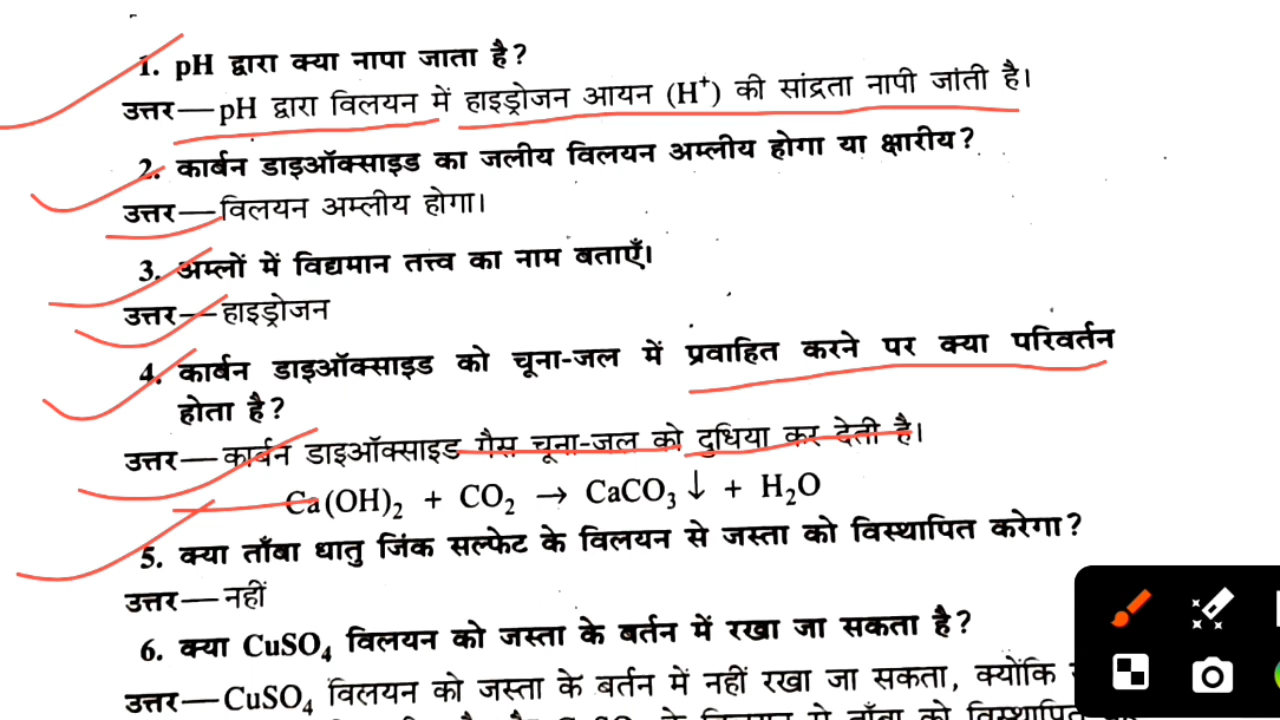 1. pH द्वारा क्या नापा जाता है?
उत्तर—pH द्वारा विलयन में हाइड्रोजन आयन (H⁺) की सांद्रता नापी जाती है।
2. कार्बन डाइऑक्साइड का जलीय विलयन अम्लीय होगा या क्षारीय?
उत्तर—विलयन अम्लीय होगा।
3. अम्लों में विद्यमान तत्त्व का नाम बताएँ।
उत्तर—हाइड्रोजन
4. कार्बन डाइऑक्साइड को चूना-जल में प्रवाहित करने पर क्या परिवर्तन
होता है?
उत्तर—कार्बन डाइऑक्साइड गैस चूना-जल को दुधिया कर देती है।
Ca(OH)₂ + CO₂ → CaCO₃↓ + H₂O
5. क्या ताँबा धातु जिंक सल्फेट के विलयन से जस्ता को विस्थापित करेगा?
उत्तर—नहीं
6. क्या CuSO₄ विलयन को जस्ता के बर्तन में रखा जा सकता है?
उत्तर—CuSO₄ विलयन को जस्ता के बर्तन में नहीं रखा जा सकता, क्योंकि
के विलयन से ताँबा को विस्थापित